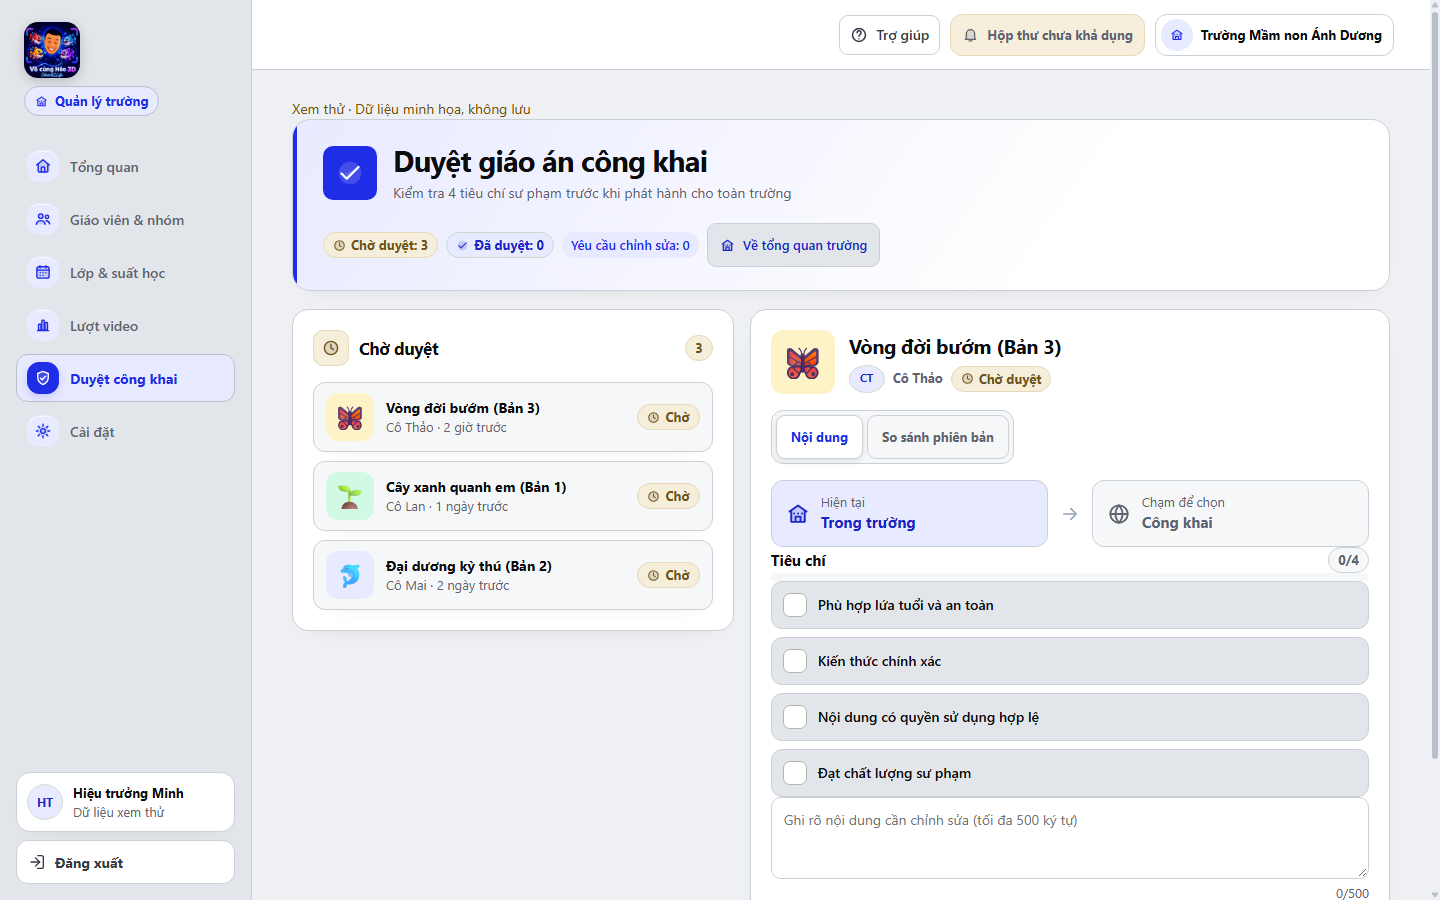 Vẽ cùng Hảo 3D
Quản lý trường
Tổng quan
Giáo viên & nhóm
Lớp & suất học
Lượt video
Duyệt công khai
Cài đặt
HT
Hiệu trưởng Minh
Dữ liệu xem thử
Đăng xuất
Trợ giúp
Hộp thư chưa khả dụng
Trường Mầm non Ánh Dương
Xem thử · Dữ liệu minh họa, không lưu
Duyệt giáo án công khai
Kiểm tra 4 tiêu chí sư phạm trước khi phát hành cho toàn trường
Chờ duyệt: 3
Đã duyệt: 0
Yêu cầu chỉnh sửa: 0
Về tổng quan trường
Chờ duyệt
3
Vòng đời bướm (Bản 3)
Cô Thảo · 2 giờ trước
Chờ
Cây xanh quanh em (Bản 1)
Cô Lan · 1 ngày trước
Chờ
Đại dương kỳ thú (Bản 2)
Cô Mai · 2 ngày trước
Chờ
Vòng đời bướm (Bản 3)
CT
Cô Thảo
Chờ duyệt
Nội dung
So sánh phiên bản
Hiện tại
Trong trường
Chạm để chọn
Công khai
Tiêu chí
0/4
Phù hợp lứa tuổi và an toàn
Kiến thức chính xác
Nội dung có quyền sử dụng hợp lệ
Đạt chất lượng sư phạm
Ghi rõ nội dung cần chỉnh sửa (tối đa 500 ký tự)
0/500